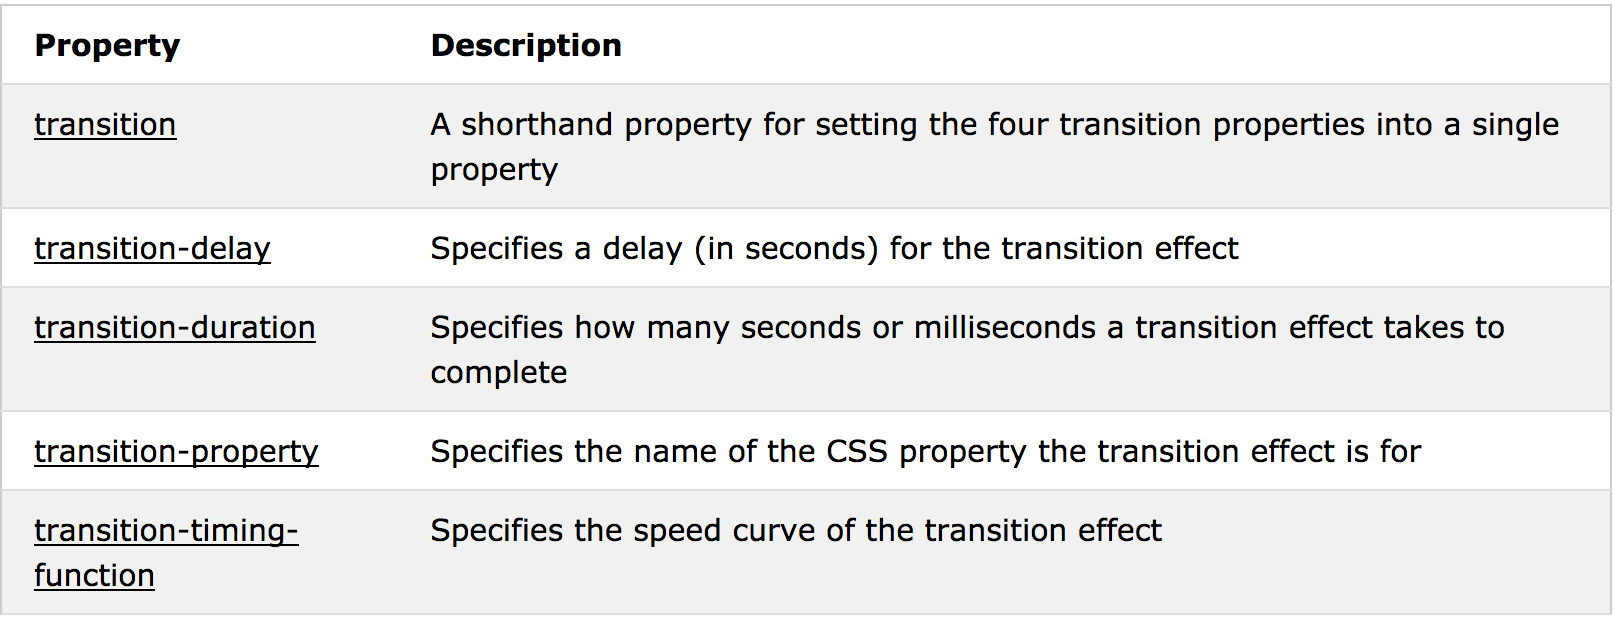 Property Description
transition A shorthand property for setting the four transition properties into a single
property
transition-delay Specifies a delay (in seconds) for the transition effect
transition-duration Specifies how many seconds or milliseconds a transition effect takes to
complete
transition-property Specifies the name of the CSS property the transition effect is for
transition-timing- Specifies the speed curve of the transition effect
function